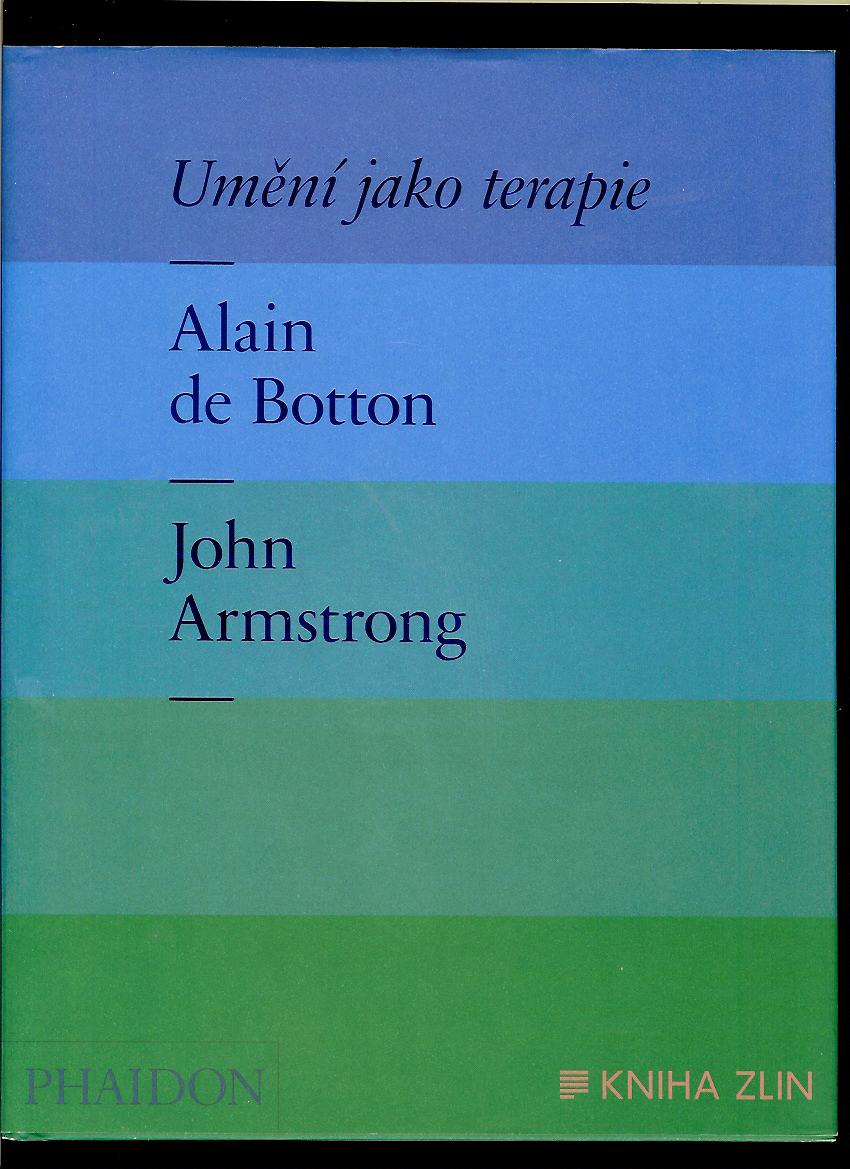 Umění jako terapie
Alain
de Botton
John
Armstrong
PHAIDON
KNIHA ZLIN